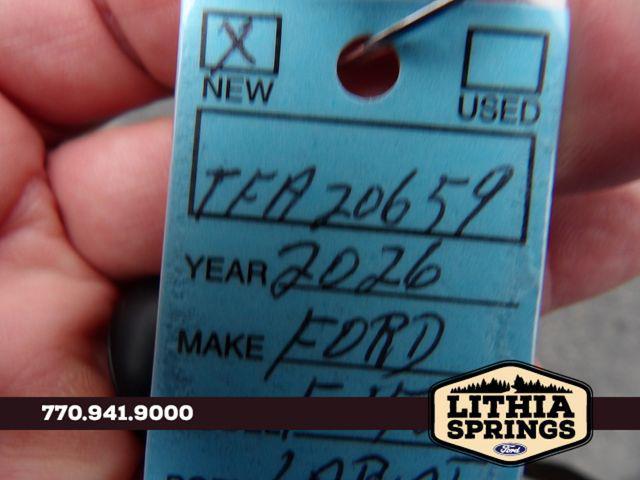 X
NEW
USED
TFA20659
YEAR 2026
MAKE FORD
770.941.9000
LITHIA
SPRINGS
Ford